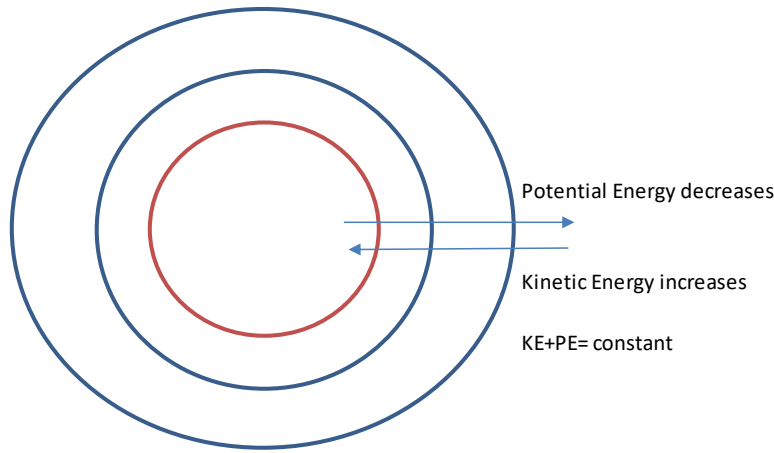 Potential Energy decreases
Kinetic Energy increases
KE+PE= constant